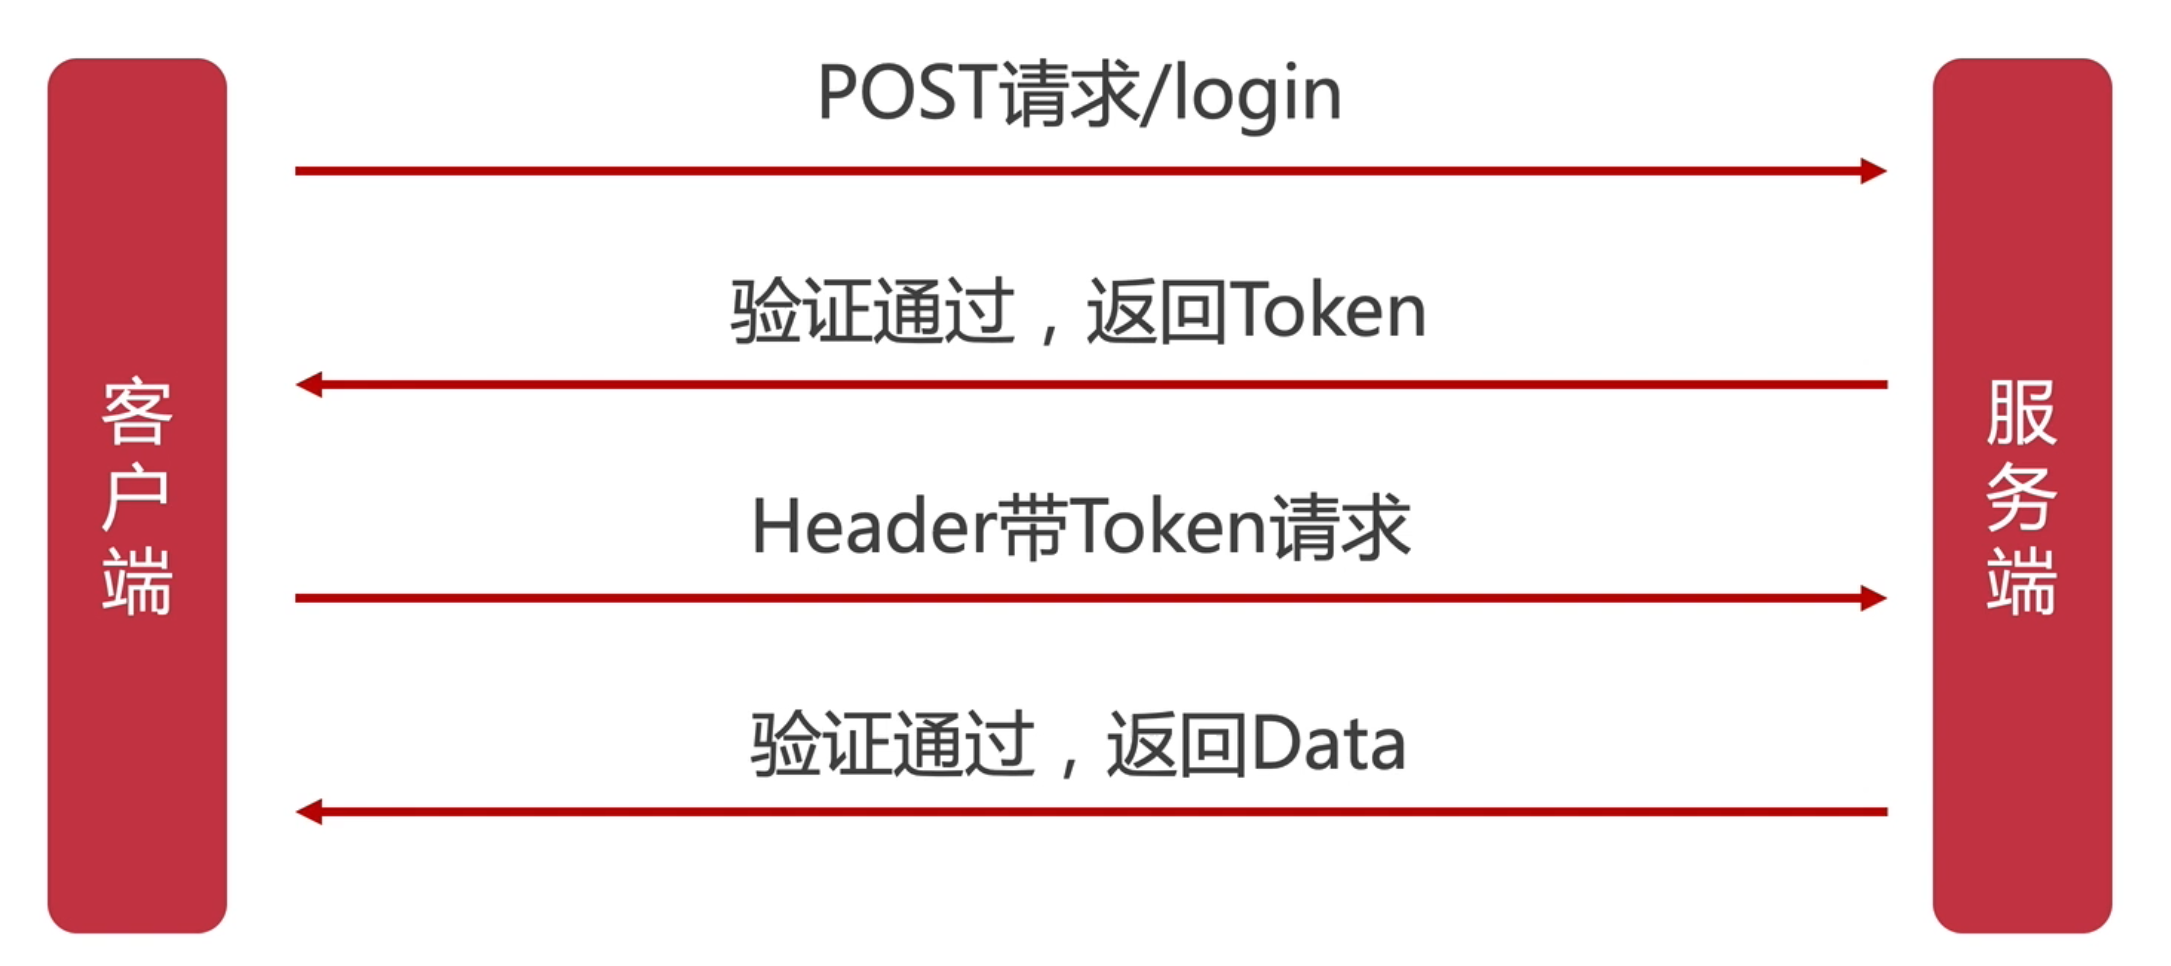 POST请求/login
验证通过，返回Token
客户端
服务端
Header带Token请求
验证通过，返回Data